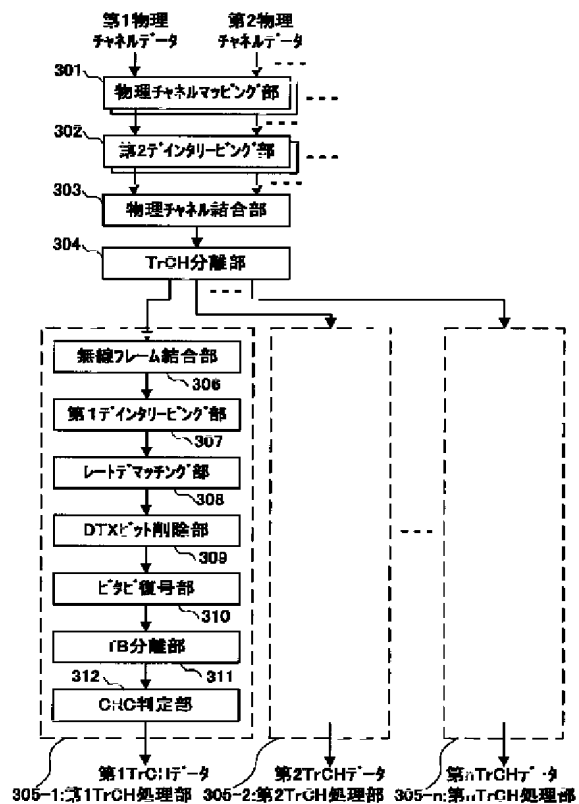 第1物理 第2物理
チャネルデータ チャネルデータ
301
物理チャネルマッピング部
302
第2デインタリービング部
303
物理チャネル結合部
304
TrCH分離部
無線フレーム結合部
306
第1デインタリービング部
307
レートデマッチング部
308
DTXビット削除部
309
ビタビ復号部
310
TB分離部
312 311
CRC判定部
第1TrCHデータ 第2TrCHデータ 第nTrCHデータ
305-1:第1TrCH処理部 305-2:第2TrCH処理部 305-n:第nTrCH処理部